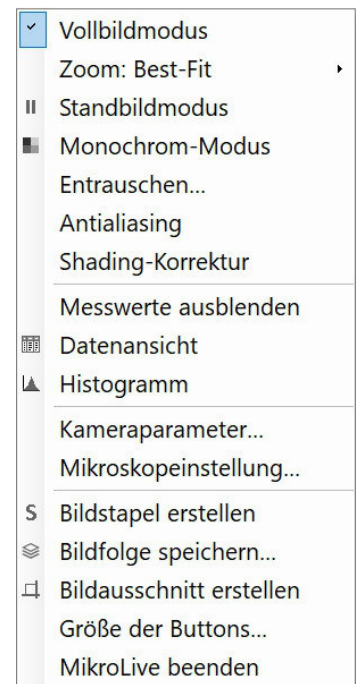 Vollbildmodus
Zoom: Best-Fit
Standbildmodus
Monochrom-Modus
Entrauschen...
Antialiasing
Shading-Korrektur
Messwerte ausblenden
Datenansicht
Histogramm
Kameraparameter...
Mikroskopeinstellung...
S Bildstapel erstellen
Bildfolge speichern...
Bildausschnitt erstellen
Größe der Buttons...
MikroLive beenden